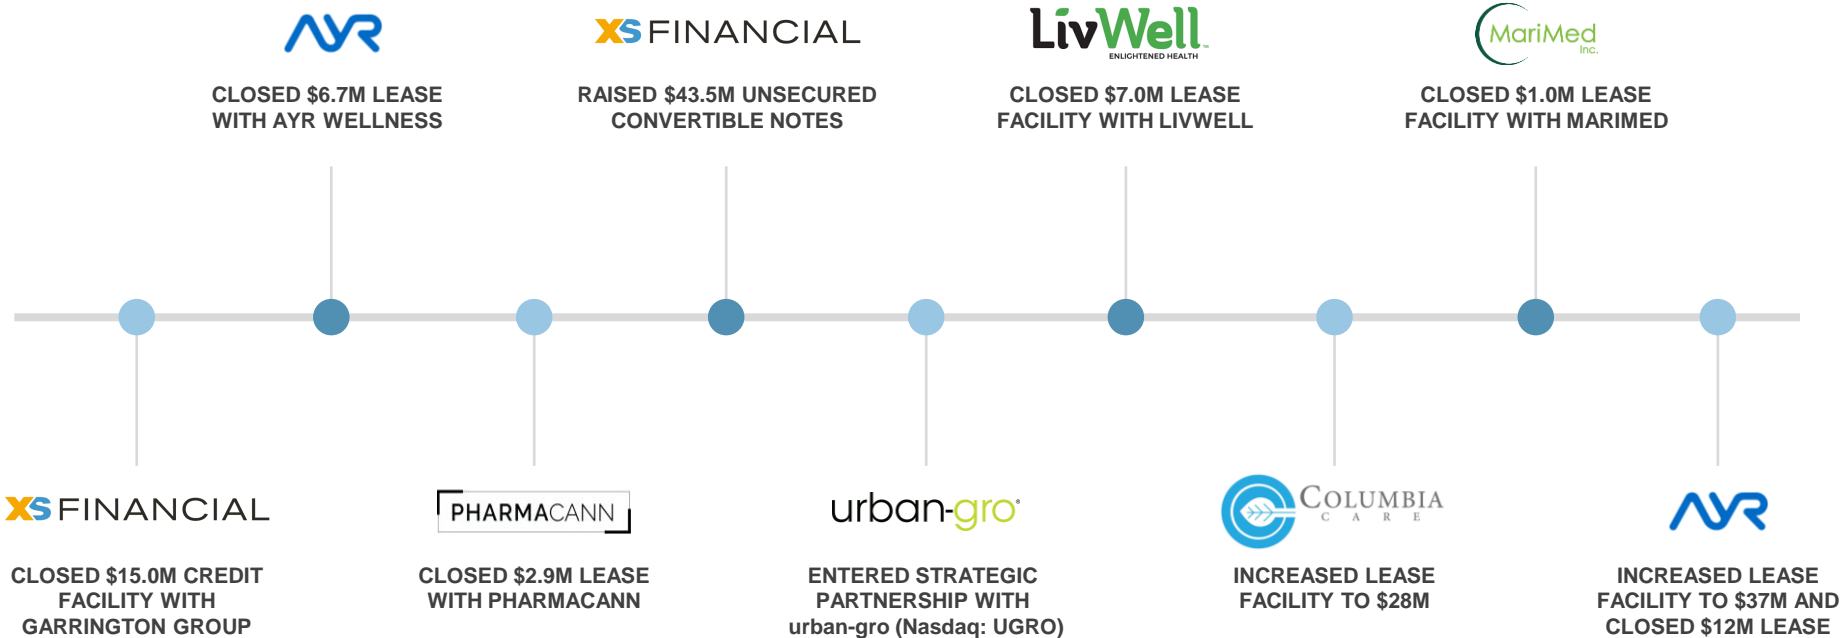 AYR
XS FINANCIAL
LivWell
ENLIGHTENED HEALTH
MariMed
Inc.
CLOSED $6.7M LEASE
WITH AYR WELLNESS
RAISED $43.5M UNSECURED
CONVERTIBLE NOTES
CLOSED $7.0M LEASE
FACILITY WITH LIVWELL
CLOSED $1.0M LEASE
FACILITY WITH MARIMED
XS FINANCIAL
PHARMACANN
urban-gro®
COLUMBIA
CARE
AYR
CLOSED $15.0M CREDIT
FACILITY WITH
GARRINGTON GROUP
CLOSED $2.9M LEASE
WITH PHARMACANN
ENTERED STRATEGIC
PARTNERSHIP WITH
urban-gro (Nasdaq: UGRO)
INCREASED LEASE
FACILITY TO $28M
INCREASED LEASE
FACILITY TO $37M AND
CLOSED $12M LEASE